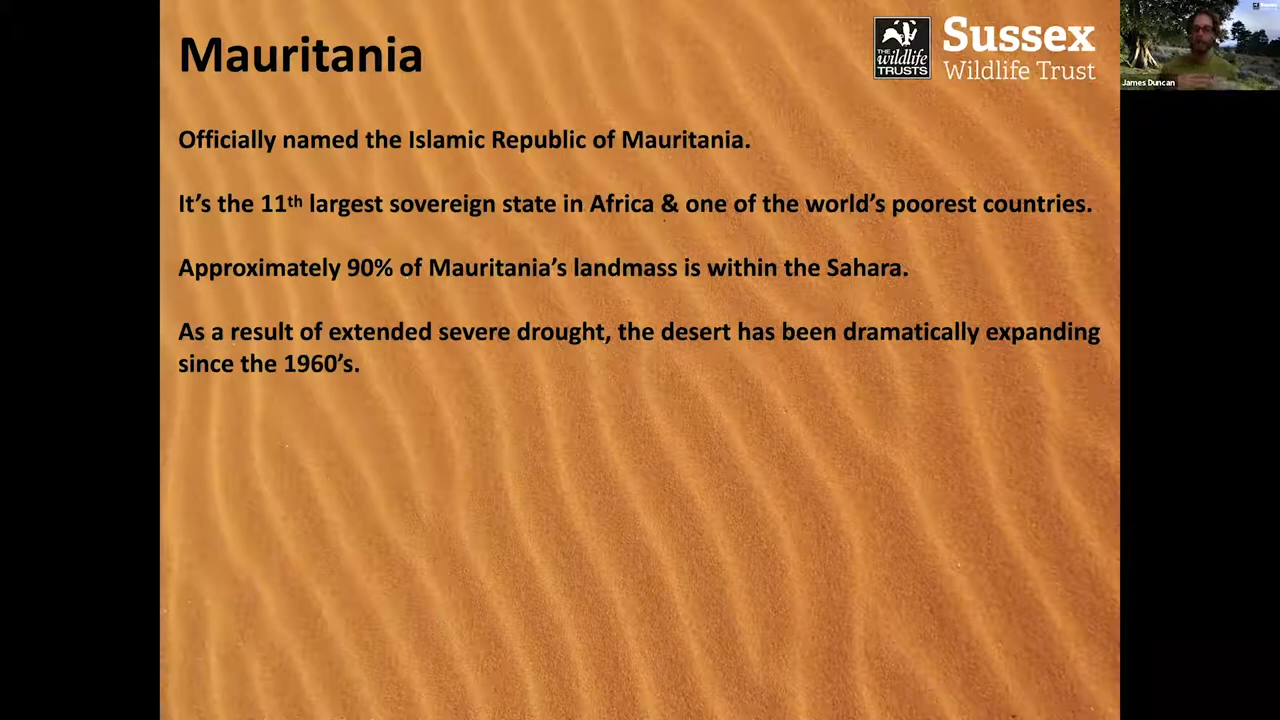 Mauritania
THE
wildlife
TRUSTS
Sussex
Wildlife Trust
James Duncan
Officially named the Islamic Republic of Mauritania.
It’s the 11th largest sovereign state in Africa & one of the world’s poorest countries.
Approximately 90% of Mauritania’s landmass is within the Sahara.
As a result of extended severe drought, the desert has been dramatically expanding
since the 1960’s.